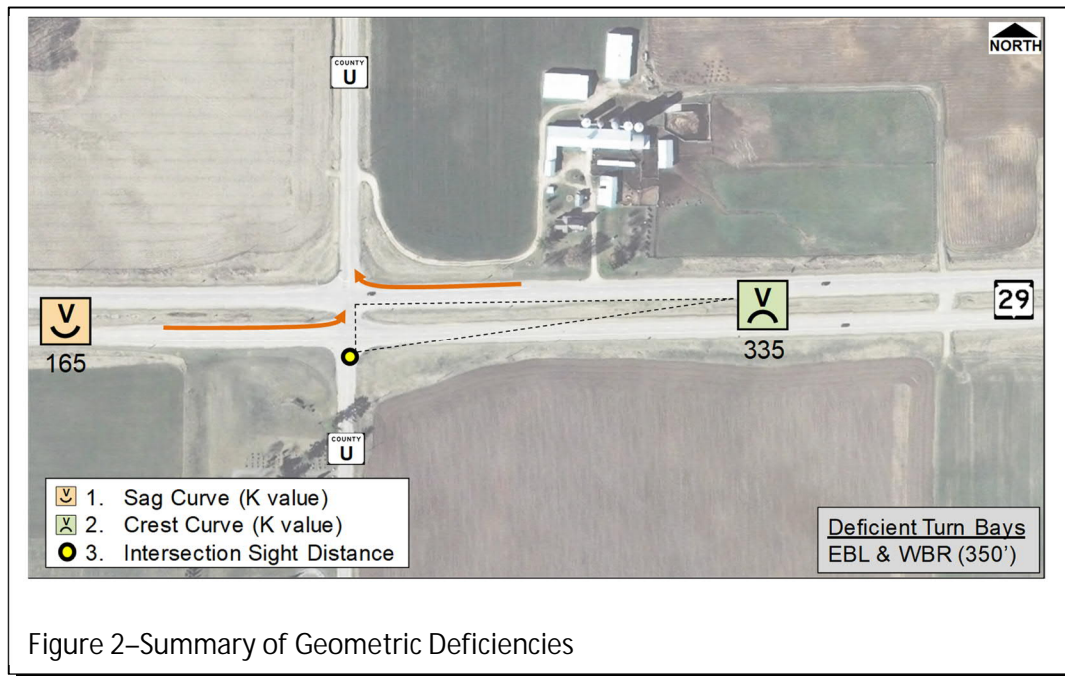 NORTH
COUNTY
U
V
165
V
335
29
COUNTY
U
V 1. Sag Curve (K value)
V 2. Crest Curve (K value)
3. Intersection Sight Distance
Deficient Turn Bays
EBL & WBR (350')
Figure 2–Summary of Geometric Deficiencies